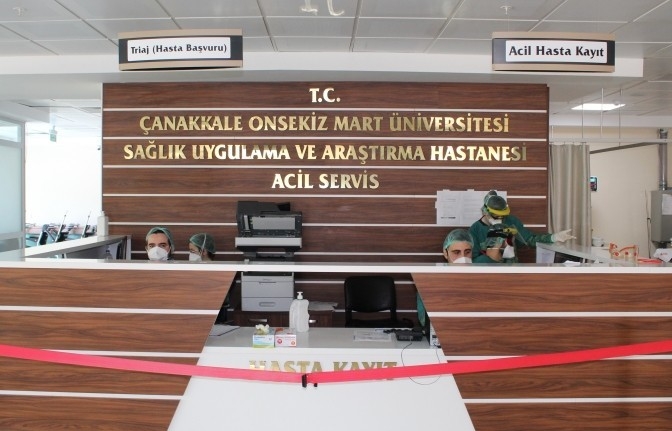 Triaj (Hasta Başvuru)
Acil Hasta Kayıt
T.C.
ÇANAKKALE ONSEKİZ MART ÜNİVERSİTESİ
SAĞLIK UYGULAMA VE ARAŞTIRMA HASTANESİ
ACİL SERVİS
HASTA KAYIT